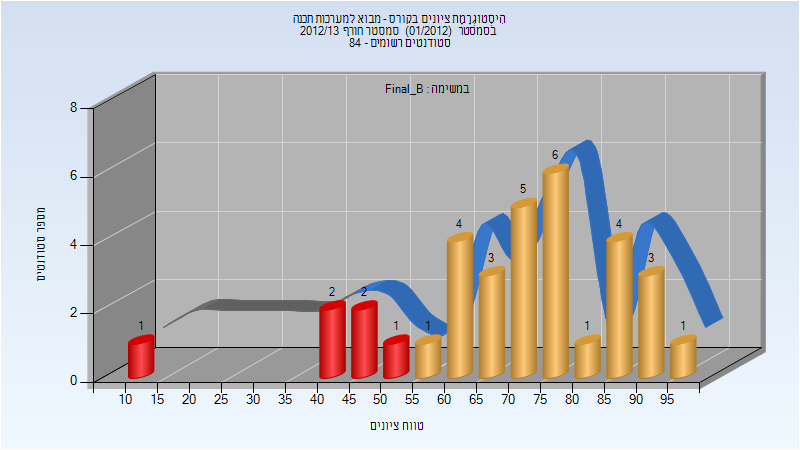 היסטוגרמת ציונים בקורס - מבוא למערכות תכנה
בסמסטר (01/2012) סמסטר חורף 2012/13
סטודנטים רשומים - 84
במשימה : Final_B
8
6
4
2
0
מספר סטודנטים
1
2
2
1
1
4
3
5
6
1
4
3
1
10 15 20 25 30 35 40 45 50 55 60 65 70 75 80 85 90 95
טווח ציונים